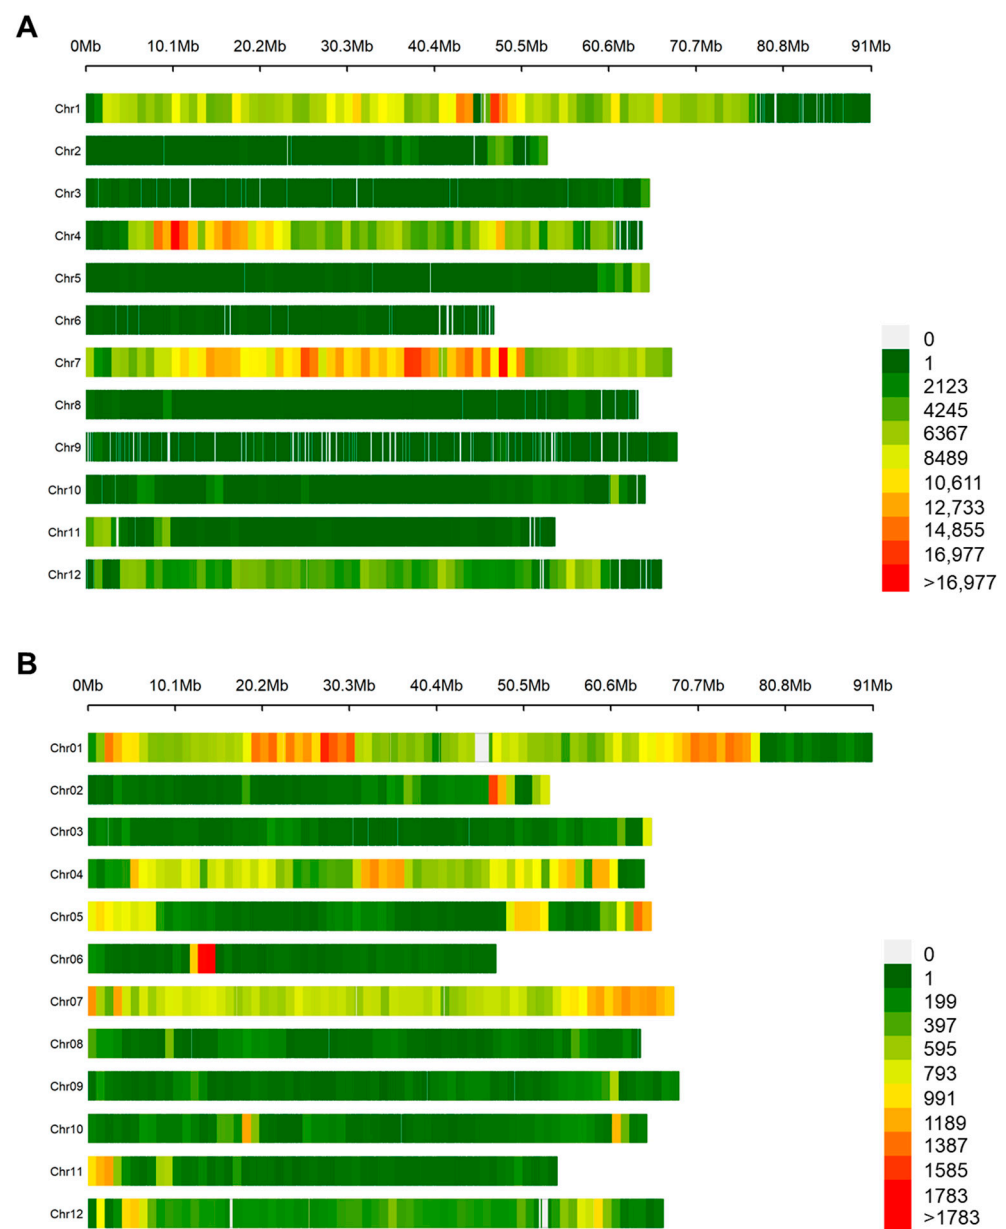 A
0Mb 10.1Mb 20.2Mb 30.3Mb 40.4Mb 50.5Mb 60.6Mb 70.7Mb 80.8Mb 91Mb
Chr1
Chr2
Chr3
Chr4
Chr5
Chr6
Chr7
Chr8
Chr9
Chr10
Chr11
Chr12
0
1
2123
4245
6367
8489
10,611
12,733
14,855
16,977
>16,977
B
0Mb 10.1Mb 20.2Mb 30.3Mb 40.4Mb 50.5Mb 60.6Mb 70.7Mb 80.8Mb 91Mb
Chr01
Chr02
Chr03
Chr04
Chr05
Chr06
Chr07
Chr08
Chr09
Chr10
Chr11
Chr12
0
1
199
397
595
793
991
1189
1387
1585
1783
>1783